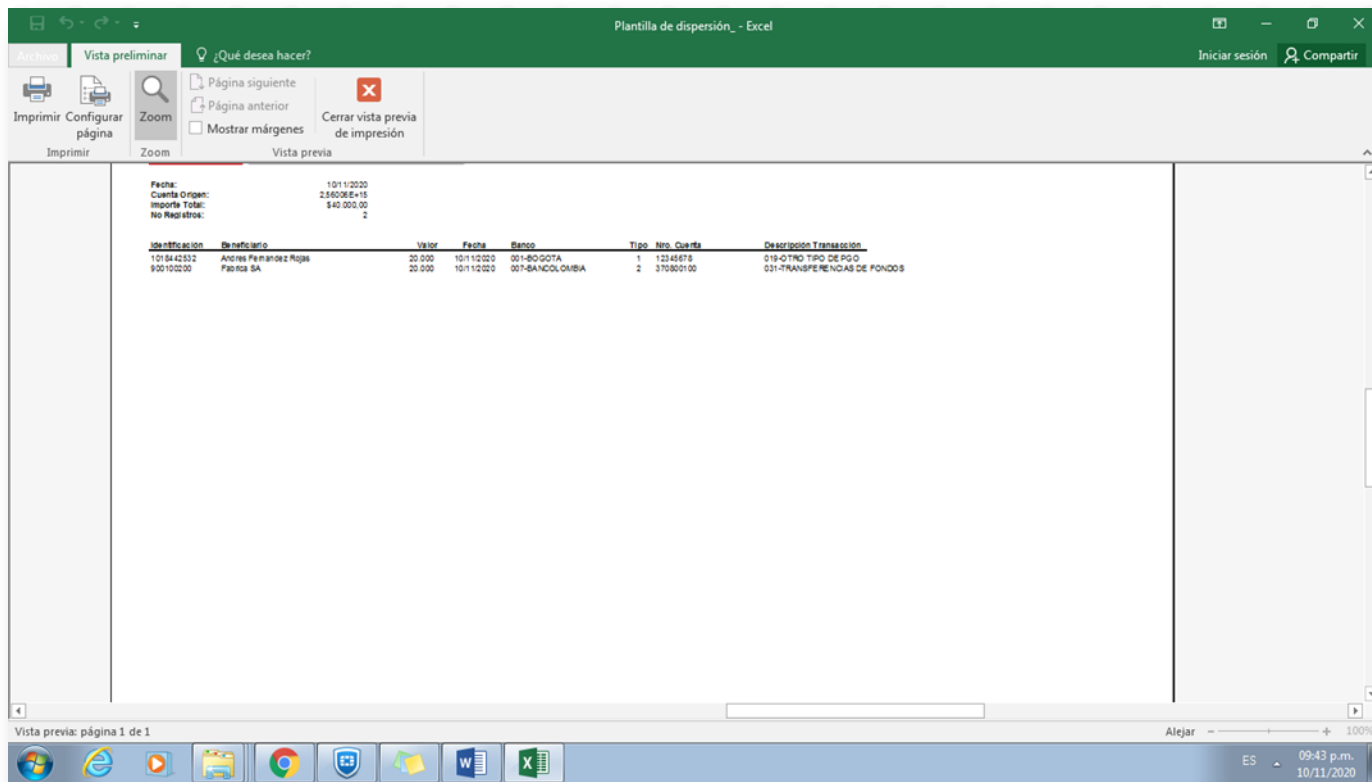 Plantilla de dispersión_ - Excel
Archivo Vista preliminar ¿Qué desea hacer? Iniciar sesión Compartir
Imprimir Configurar página Zoom Página siguiente
Página anterior
Mostrar márgenes
Cerrar vista previa de impresión
Imprimir Zoom Vista previa
Fecha: 10/11/2020
Cuenta Origen: 2,56006E+15
Importe Total: $40.000,00
No Registros: 2
Identificación Beneficiario Valor Fecha Banco Tipo Nro. Cuenta Descripción Transacción
1018442532 Andres Fernandez Rojas 20.000 10/11/2020 001-BOGOTA 1 12345678 019-OTRO TIPO DE PGO
900100200 Fabrica SA 20.000 10/11/2020 007-BANCOLOMBIA 2 370800100 031-TRANSFERENCIAS DE FONDOS
Vista previa: página 1 de 1 Alejar 100%
ES 09:43 p.m.
10/11/2020